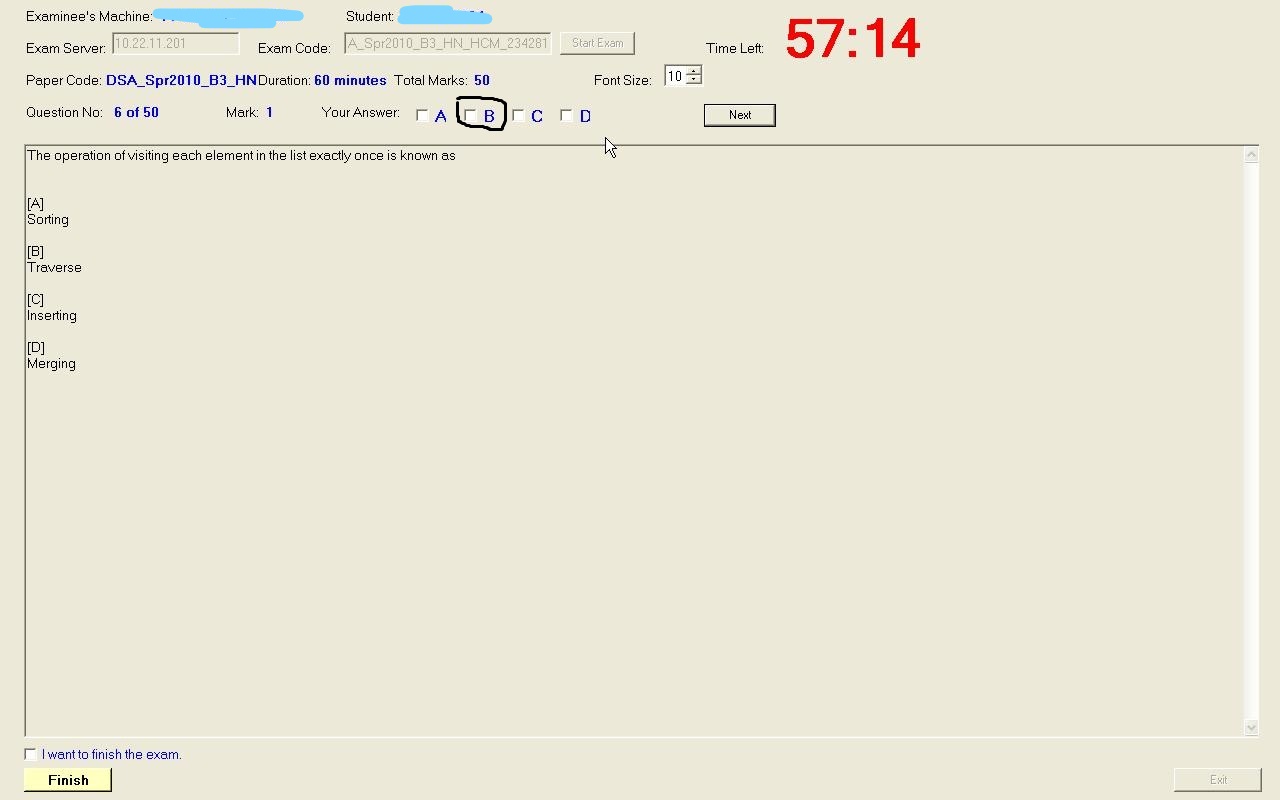 Examinee's Machine: Student:
Exam Server: 10.22.11.201 Exam Code: A_Spr2010_B3_HN_HCM_234281 Start Exam Time Left: 57:14
Paper Code: DSA_Spr2010_B3_HN Duration: 60 minutes Total Marks: 50 Font Size: 10
Question No: 6 of 50 Mark: 1 Your Answer: A B C D Next
The operation of visiting each element in the list exactly once is known as
[A]
Sorting
[B]
Traverse
[C]
Inserting
[D]
Merging
I want to finish the exam.
Finish Exit